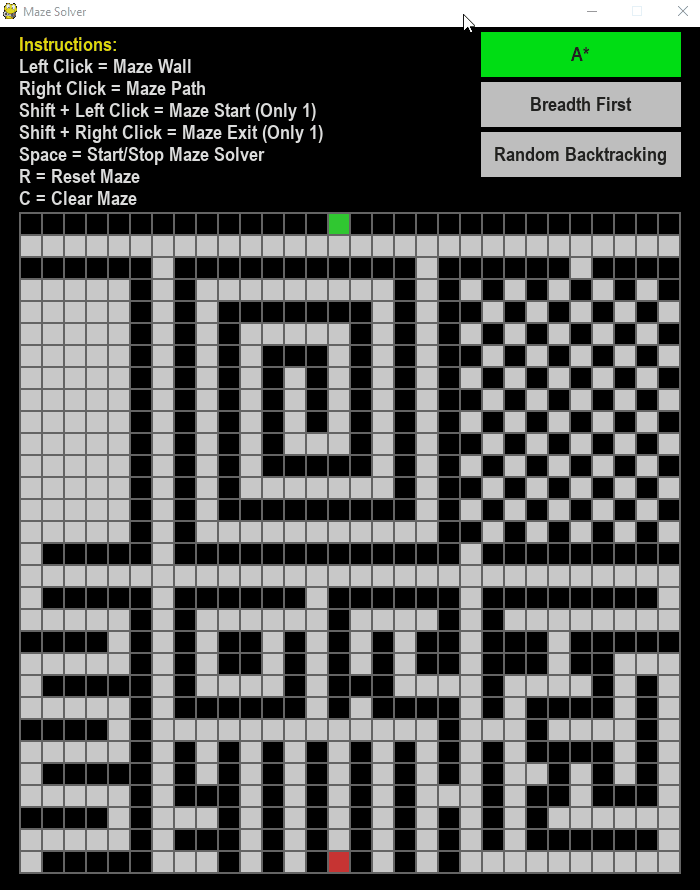 Maze Solver
Instructions:
Left Click = Maze Wall
Right Click = Maze Path
Shift + Left Click = Maze Start (Only 1)
Shift + Right Click = Maze Exit (Only 1)
Space = Start/Stop Maze Solver
R = Reset Maze
C = Clear Maze
A*
Breadth First
Random Backtracking